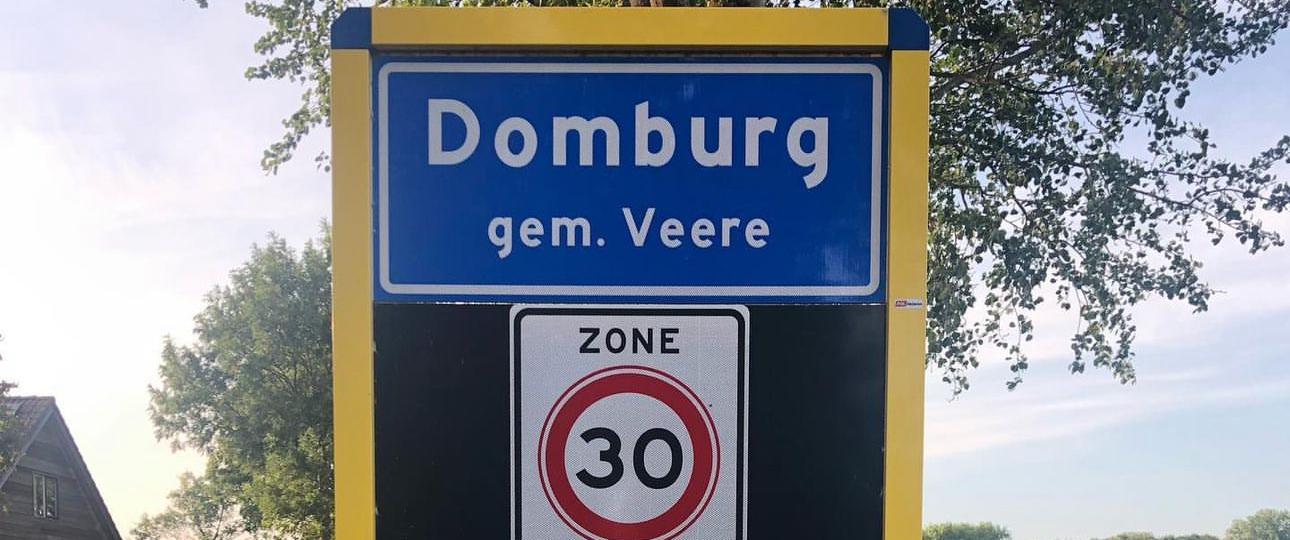 Domburg
gem. Veere
ZONE
30